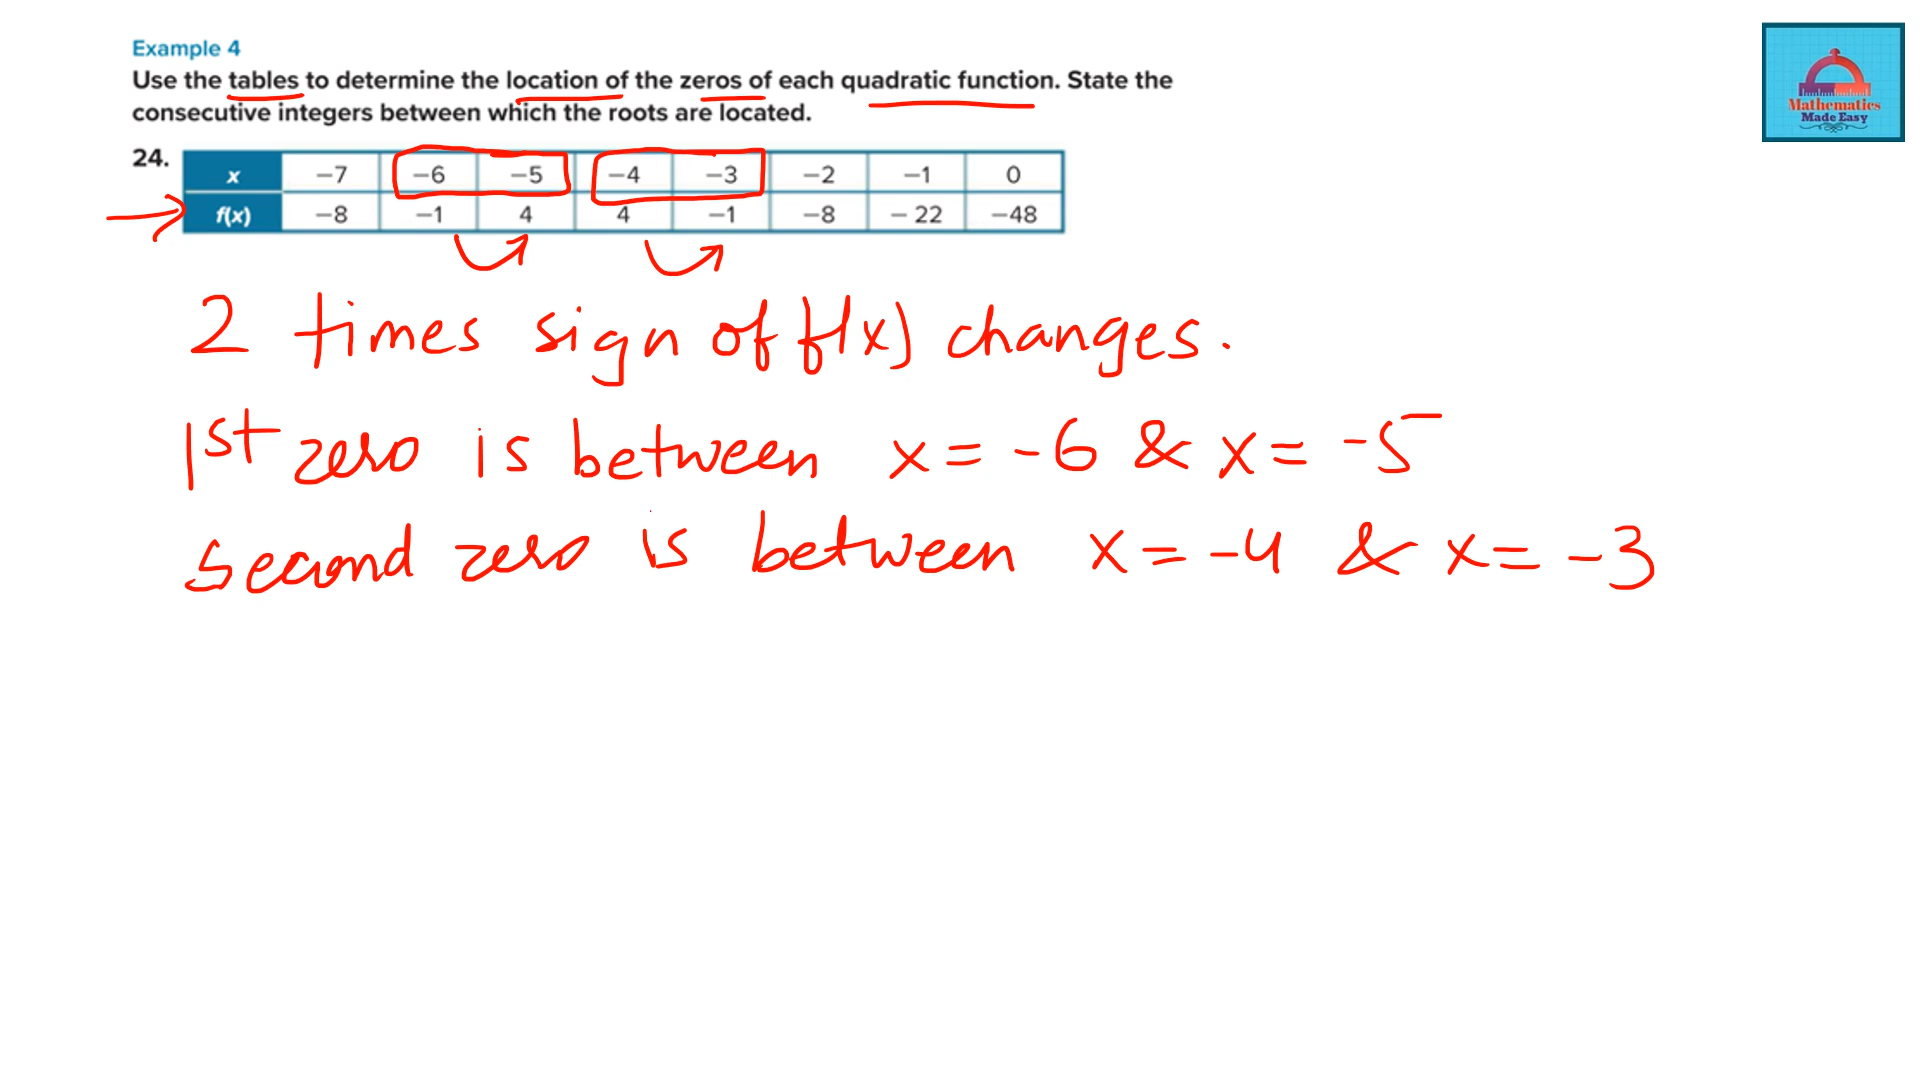 Example 4
Use the tables to determine the location of the zeros of each quadratic function. State the
consecutive integers between which the roots are located.
24.
x −7 −6 −5 −4 −3 −2 −1 0
f(x) −8 −1 4 4 −1 −8 − 22 −48
2 times sign of f(x) changes.
1st zero is between x = -6 & x = -5
second zero is between x = -4 & x = -3
Mathematics
Made Easy